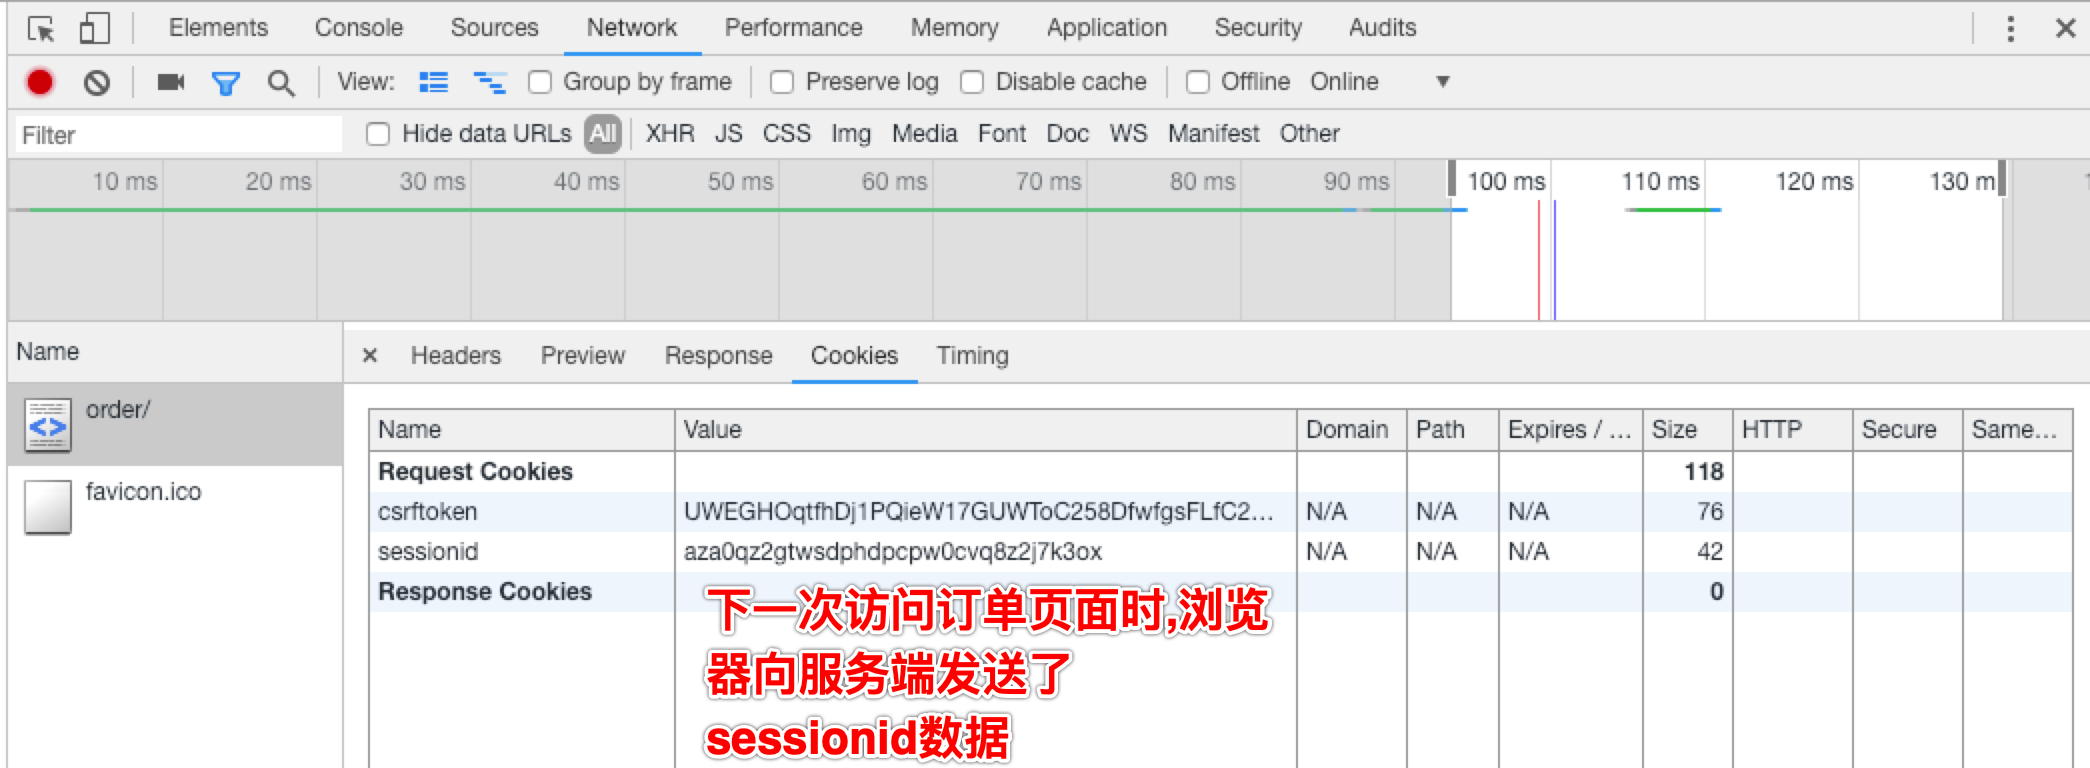 Elements Console Sources Network Performance Memory Application Security Audits
View: Group by frame Preserve log Disable cache Offline Online
Filter Hide data URLs All XHR JS CSS Img Media Font Doc WS Manifest Other
10 ms 20 ms 30 ms 40 ms 50 ms 60 ms 70 ms 80 ms 90 ms 100 ms 110 ms 120 ms 130 m
Name
Headers Preview Response Cookies Timing
order/
favicon.ico
Name Value Domain Path Expires / ... Size HTTP Secure Same...
Request Cookies 118
csrftoken UWEGHOqtfhDj1PQieW17GUWToC258DfwfgsFLfC2... N/A N/A N/A 76
sessionid aza0qz2gtwsdphdpcpw0cvq8z2j7k3ox N/A N/A N/A 42
Response Cookies 0
下一次访问订单页面时,浏览
器向服务端发送了
sessionid数据